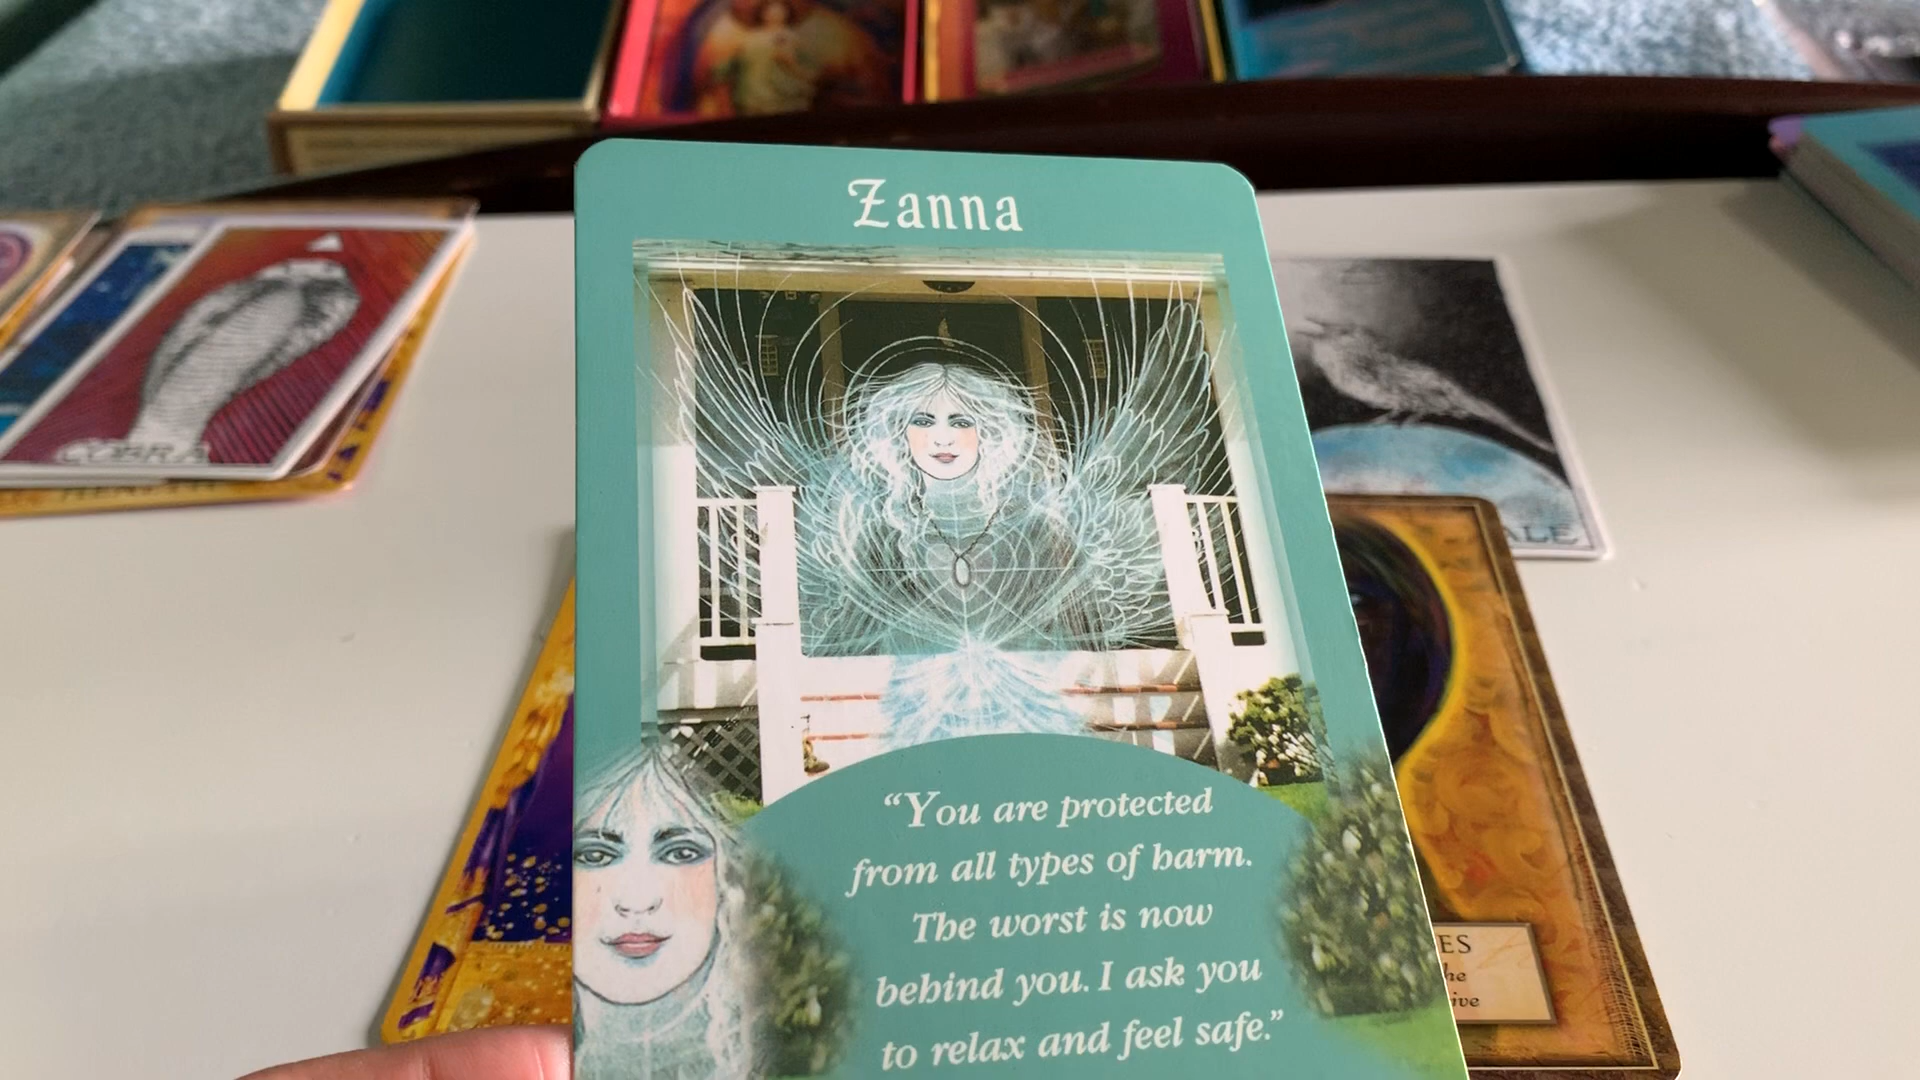 Zanna
COBRA
"You are protected
from all types of harm.
The worst is now
behind you. I ask you
to relax and feel safe."